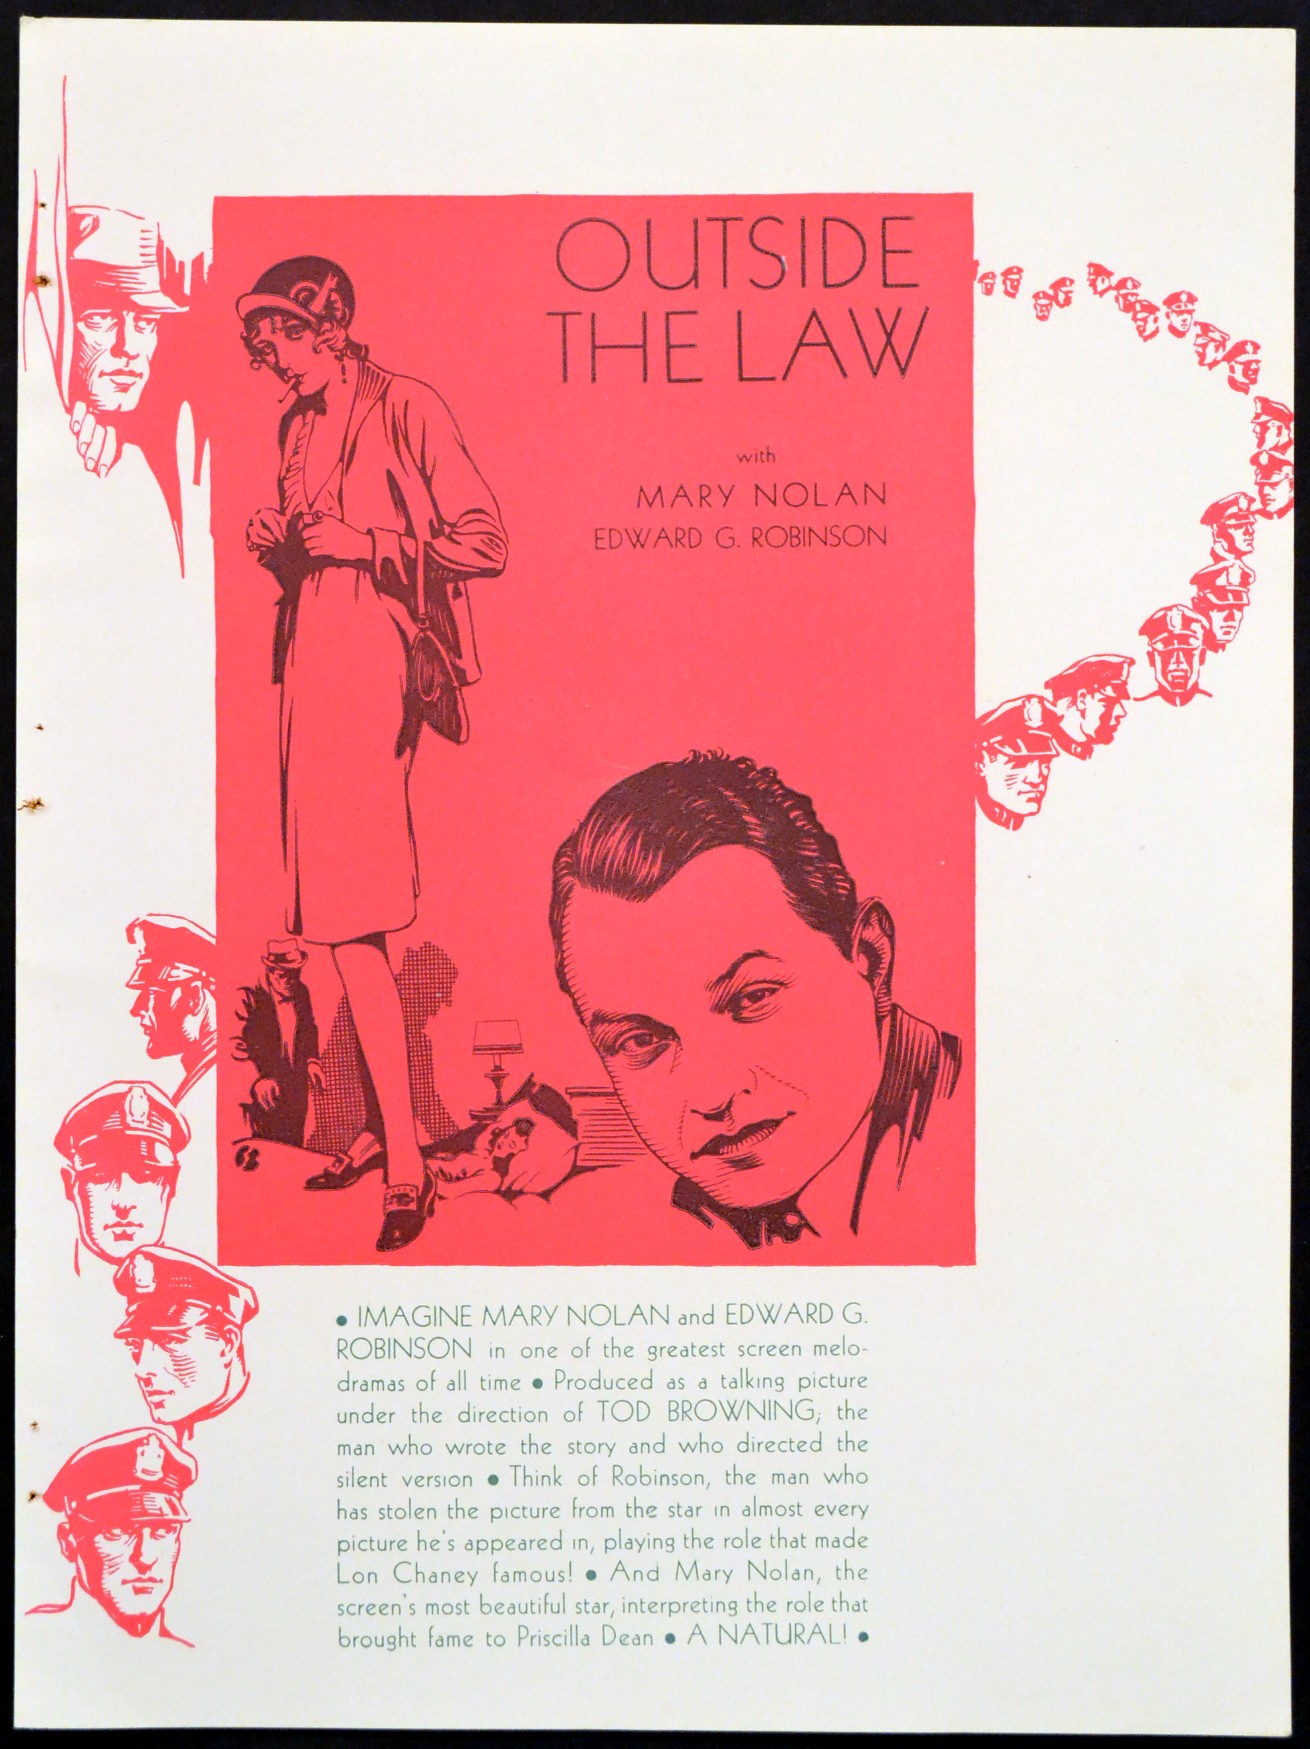 OUTSIDE
THE LAW
with
MARY NOLAN
EDWARD G. ROBINSON
• IMAGINE MARY NOLAN and EDWARD G.
ROBINSON in one of the greatest screen melo-
dramas of all time • Produced as a talking picture
under the direction of TOD BROWNING; the
man who wrote the story and who directed the
silent version • Think of Robinson, the man who
has stolen the picture from the star in almost every
picture he's appeared in, playing the role that made
Lon Chaney famous! • And Mary Nolan, the
screen's most beautiful star, interpreting the role that
brought fame to Priscilla Dean • A NATURAL! •